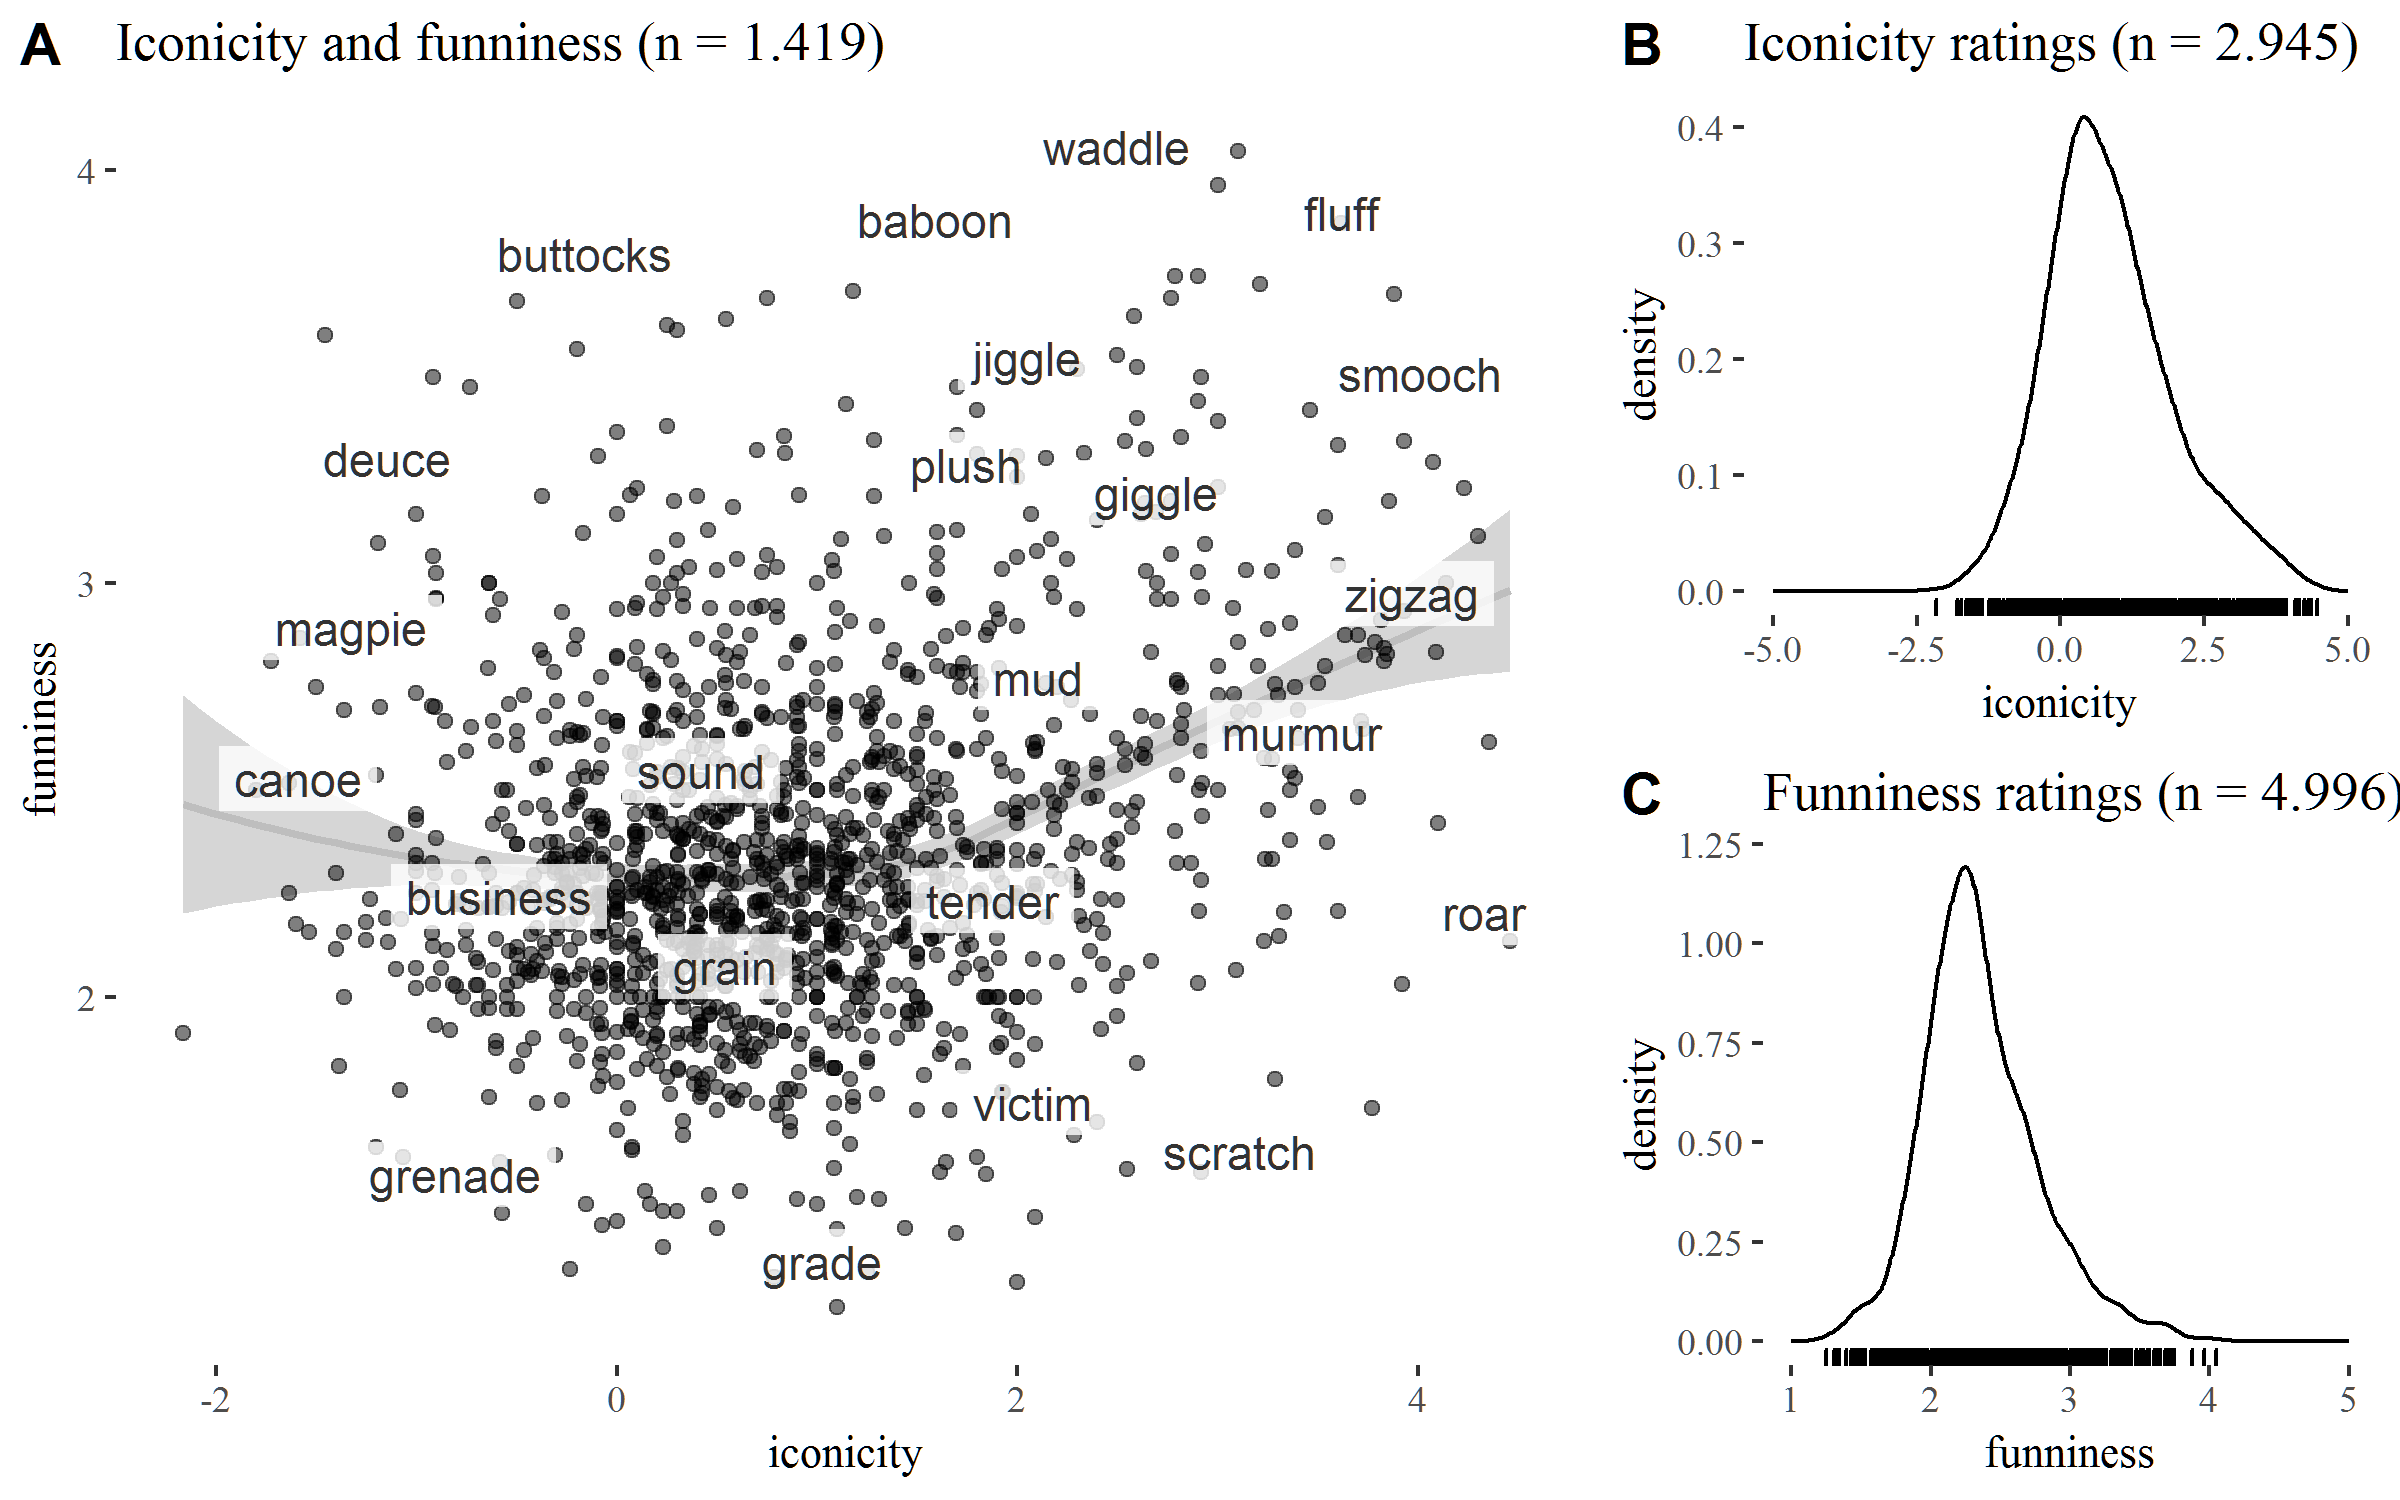 A Iconicity and funniness (n = 1.419)
funniness
4
3
2
waddle
fluff
baboon
buttocks
jiggle
smooch
deuce
plush
giggle
zigzag
magpie
mud
murmur
sound
canoe
business
tender
roar
grain
victim
scratch
grenade
grade
-2 0 2 4
iconicity
B Iconicity ratings (n = 2.945)
density
0.4
0.3
0.2
0.1
0.0
-5.0 -2.5 0.0 2.5 5.0
iconicity
C Funniness ratings (n = 4.996)
density
1.25
1.00
0.75
0.50
0.25
0.00
1 2 3 4 5
funniness